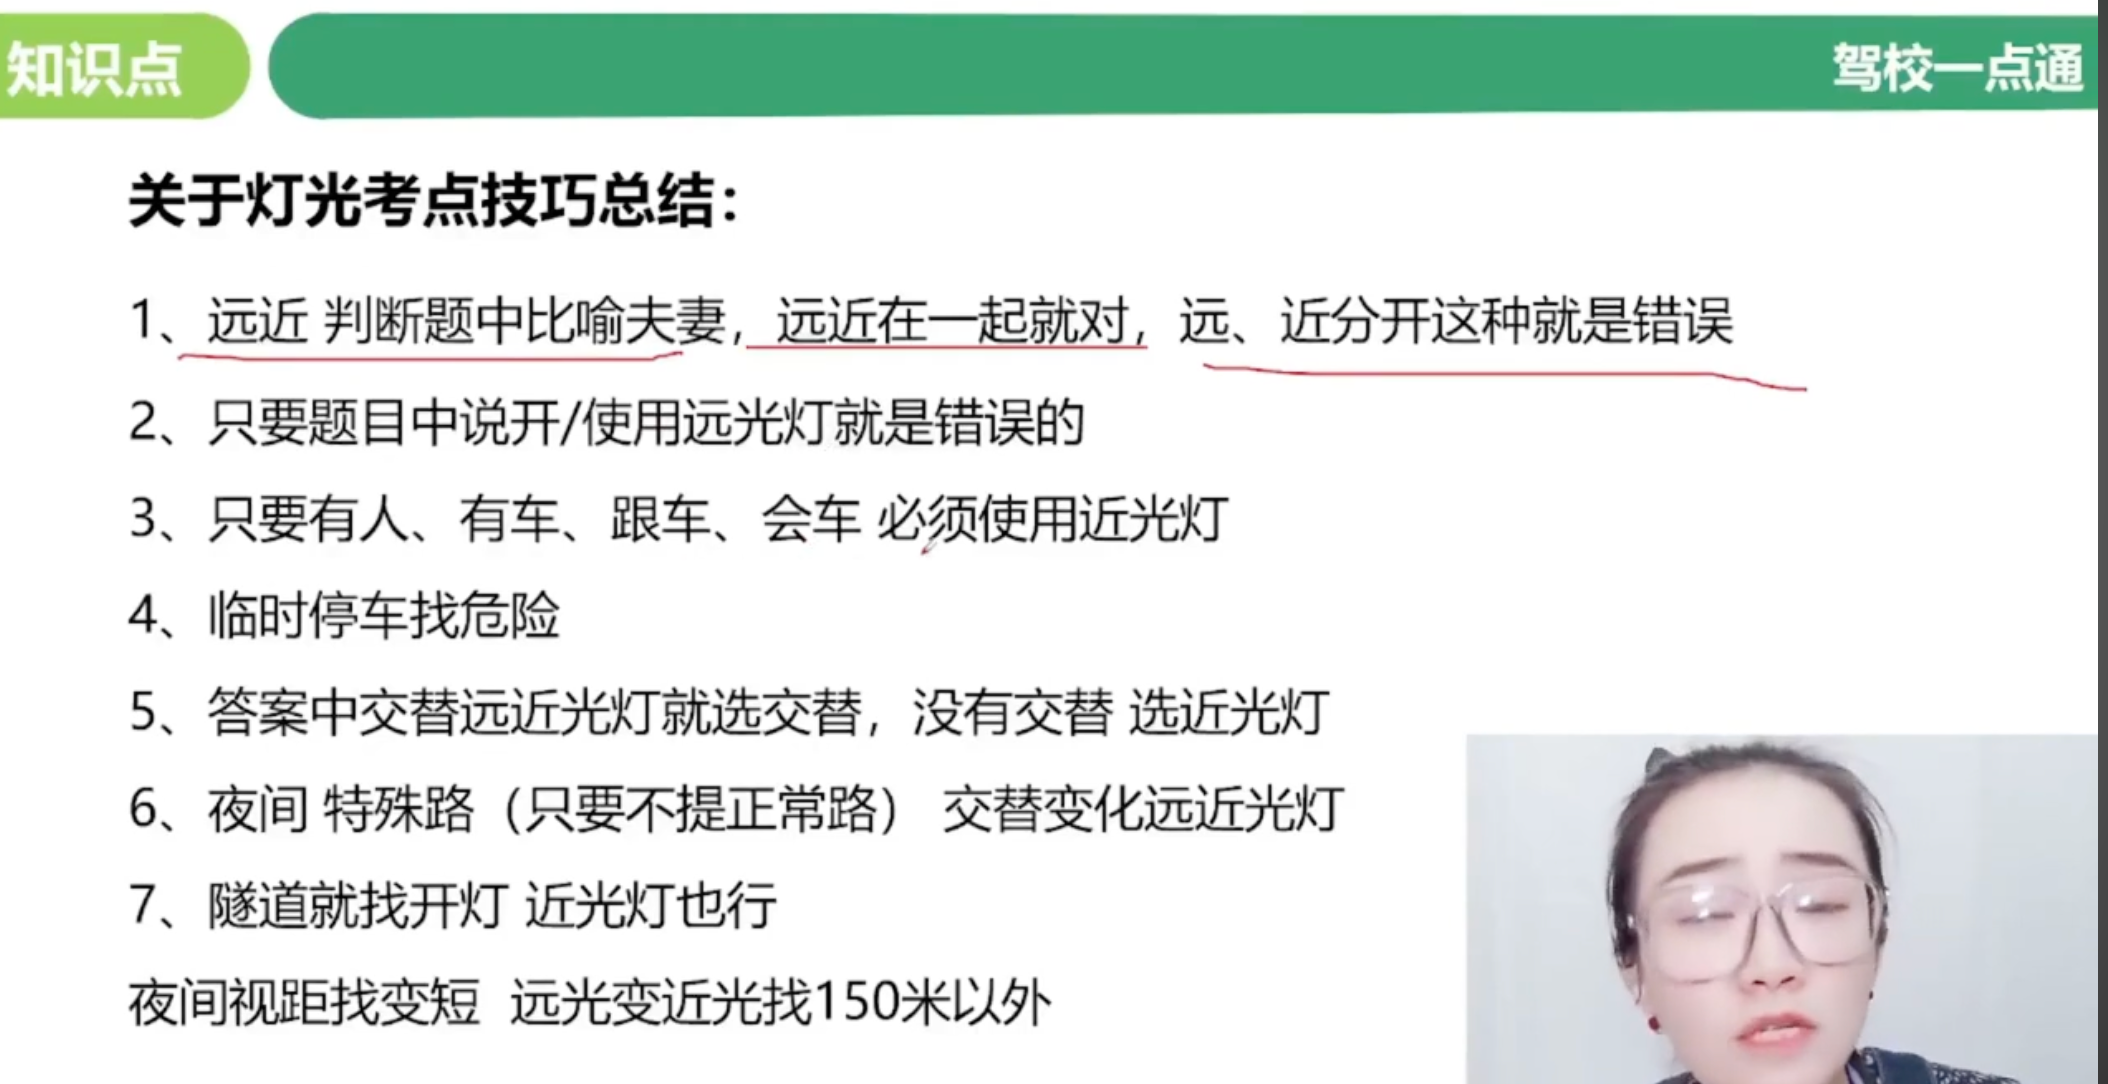 知识点
驾校一点通
关于灯光考点技巧总结：
1、远近 判断题中比喻夫妻，远近在一起就对，远、近分开这种就是错误
2、只要题目中说开/使用远光灯就是错误的
3、只要有人、有车、跟车、会车 必须使用近光灯
4、临时停车找危险
5、答案中交替远近光灯就选交替，没有交替 选近光灯
6、夜间 特殊路（只要不提正常路） 交替变化远近光灯
7、隧道就找开灯 近光灯也行
夜间视距找变短 远光变近光找150米以外